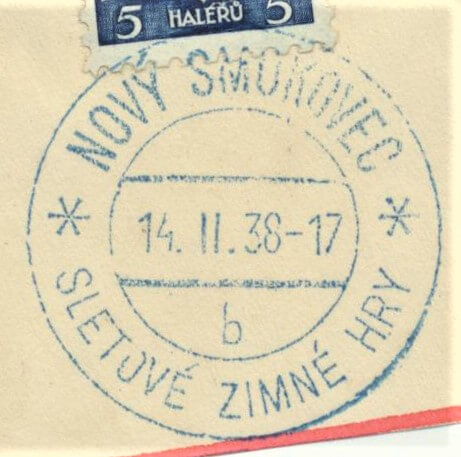 5 HALÉŘŮ 5
NOVÝ SMOKOVEC
14. II. 38-17
b
SLETOVÉ ZIMNÉ HRY